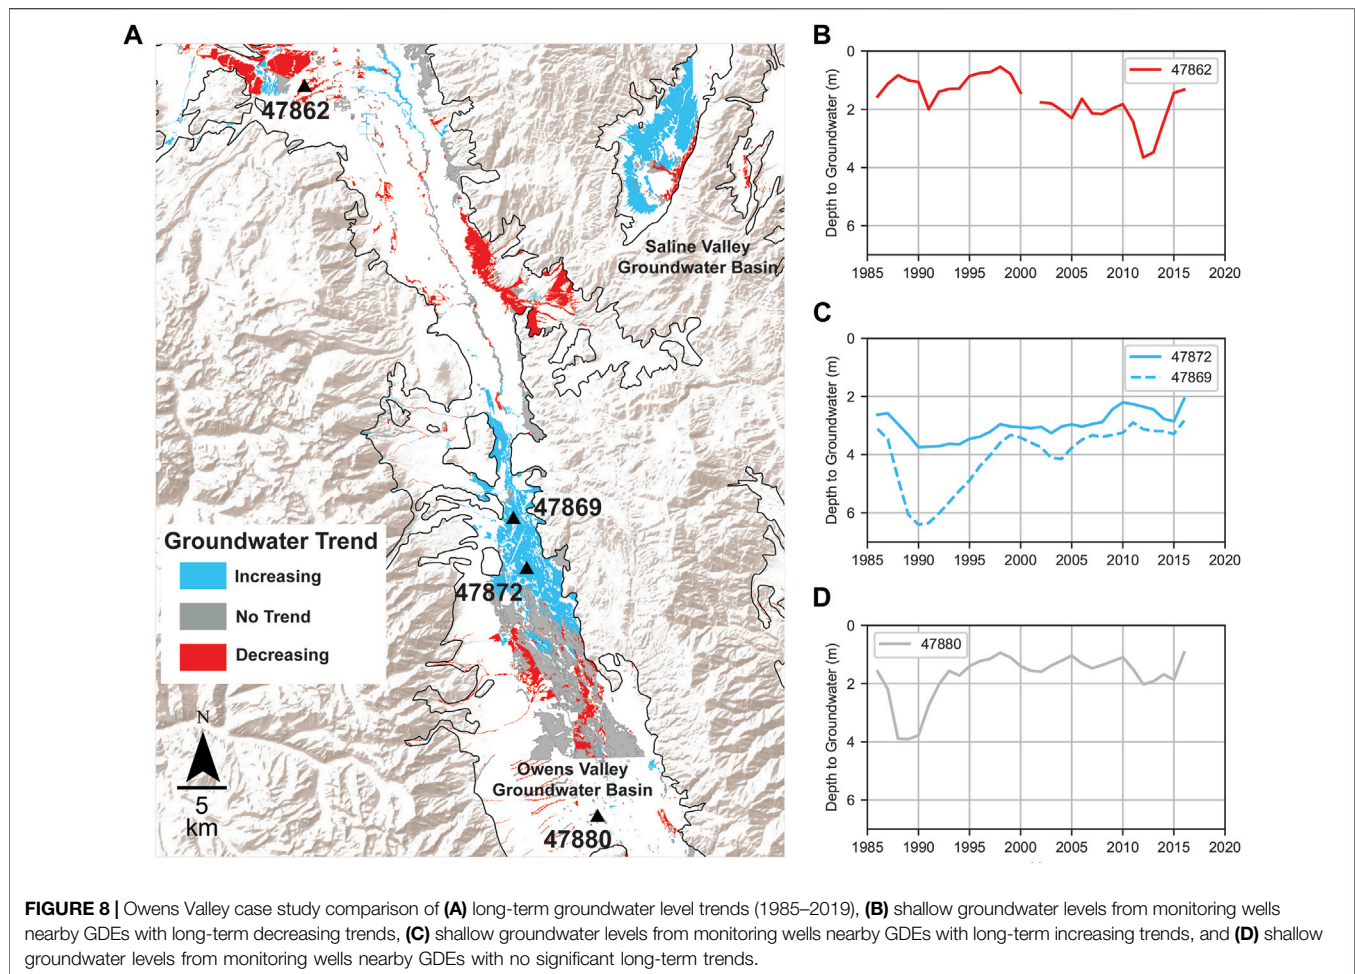 A
47862
Saline Valley
Groundwater Basin
47869
47872
Groundwater Trend
Increasing
No Trend
Decreasing
N
5
km
Owens Valley
Groundwater Basin
47880
B
Depth to Groundwater (m)
0
2
4
6
47862
1985 1990 1995 2000 2005 2010 2015 2020
C
Depth to Groundwater (m)
0
2
4
6
47872
47869
1985 1990 1995 2000 2005 2010 2015 2020
D
Depth to Groundwater (m)
0
2
4
6
47880
1985 1990 1995 2000 2005 2010 2015 2020
FIGURE 8 | Owens Valley case study comparison of (A) long-term groundwater level trends (1985–2019), (B) shallow groundwater levels from monitoring wells
nearby GDEs with long-term decreasing trends, (C) shallow groundwater levels from monitoring wells nearby GDEs with long-term increasing trends, and (D) shallow
groundwater levels from monitoring wells nearby GDEs with no significant long-term trends.